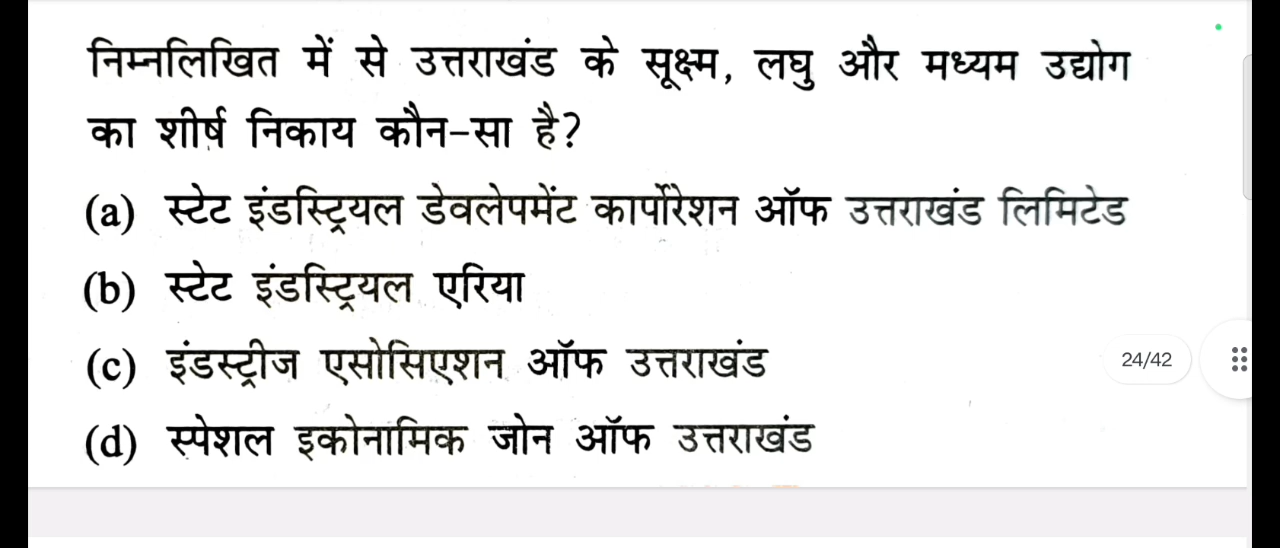 निम्नलिखित में से उत्तराखंड के सूक्ष्म, लघु और मध्यम उद्योग
का शीर्ष निकाय कौन-सा है?
(a) स्टेट इंडस्ट्रियल डेवलेपमेंट कार्पोरेशन ऑफ उत्तराखंड लिमिटेड
(b) स्टेट इंडस्ट्रियल एरिया
(c) इंडस्ट्रीज एसोसिएशन ऑफ उत्तराखंड
24/42
(d) स्पेशल इकोनामिक जोन ऑफ उत्तराखंड